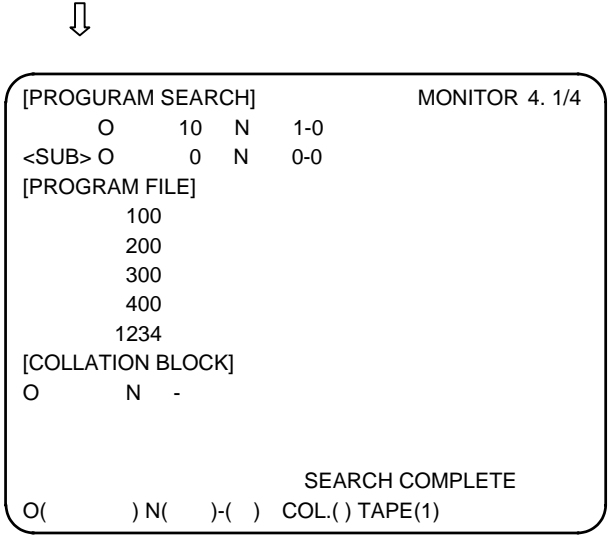 [PROGURAM SEARCH] MONITOR 4. 1/4
O 10 N 1-0
<SUB> O 0 N 0-0
[PROGRAM FILE]
100
200
300
400
1234
[COLLATION BLOCK]
O N -
SEARCH COMPLETE
O( ) N( )-( ) COL.( ) TAPE(1)